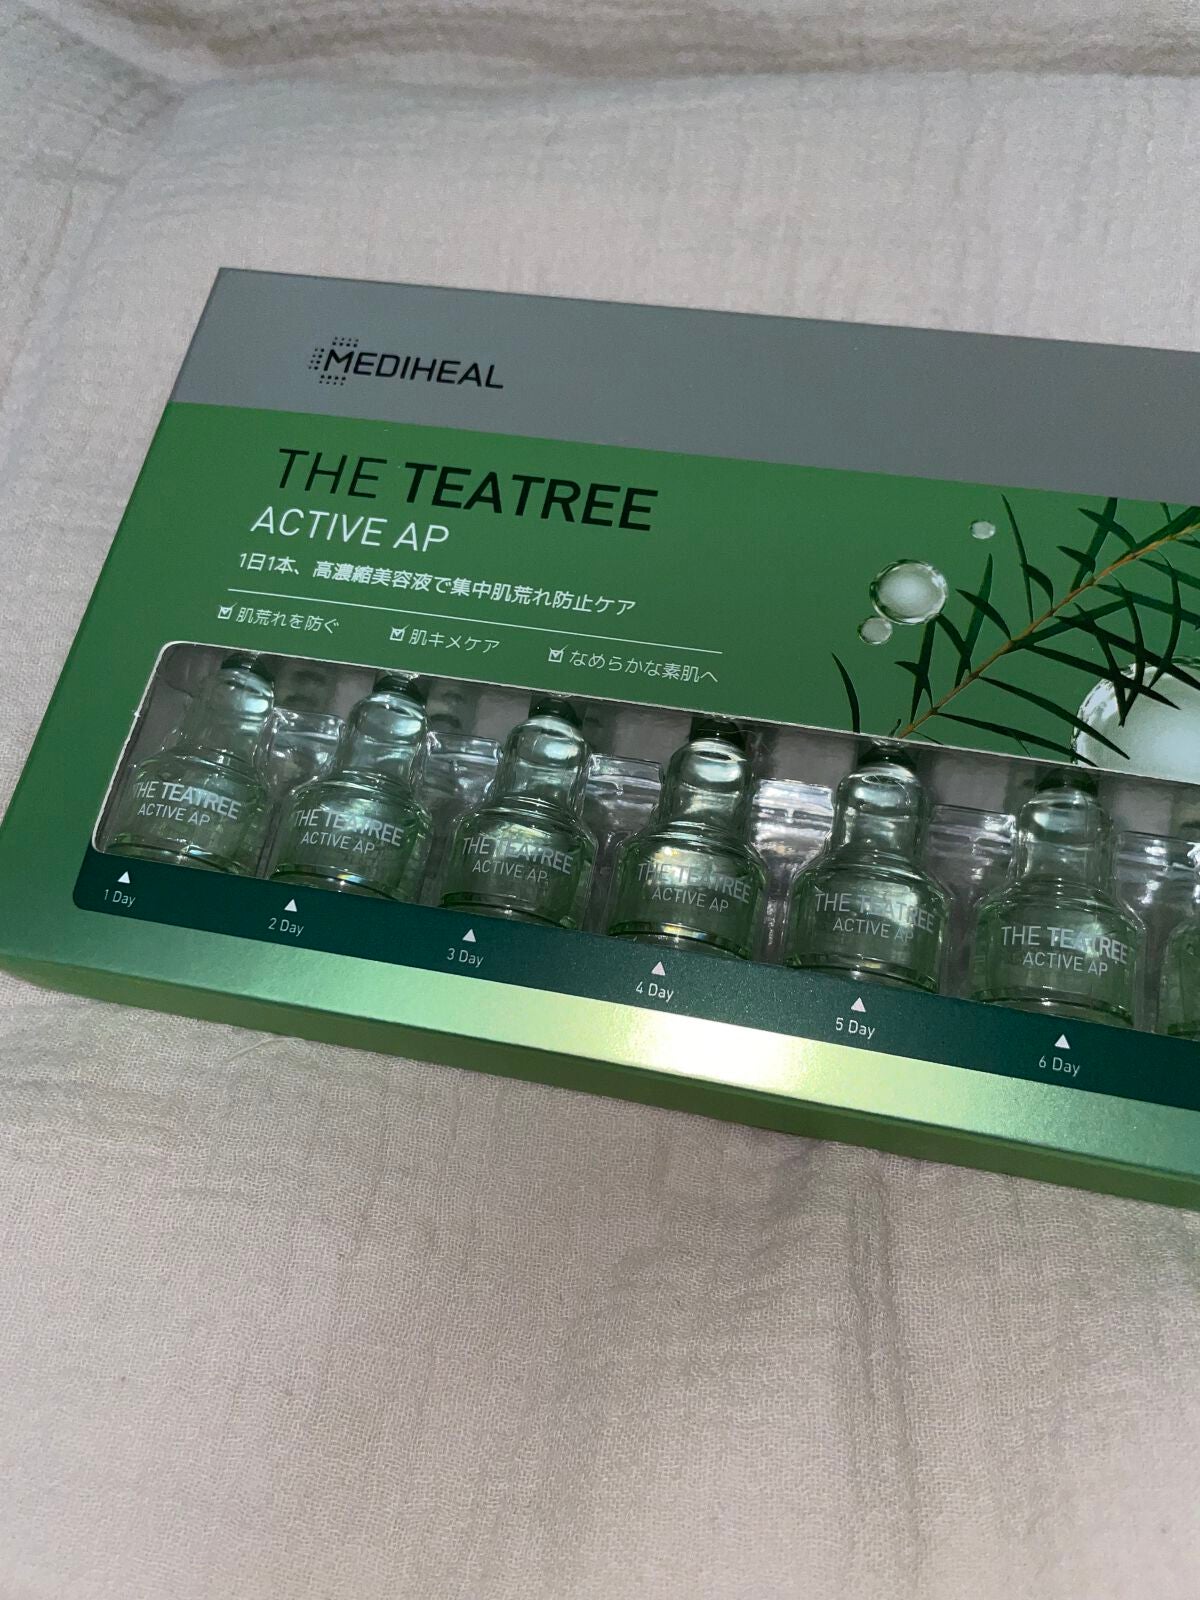 MEDIHEAL
THE TEATREE
ACTIVE AP
1日1本、高濃縮美容液で集中肌荒れ防止ケア
肌荒れを防ぐ 肌キメケア なめらかな素肌へ
THE TEATREE
ACTIVE AP
THE TEATREE
ACTIVE AP
THE TEATREE
ACTIVE AP
THE TEATREE
ACTIVE AP
THE TEATREE
ACTIVE AP
THE TEATREE
ACTIVE AP
1 Day
2 Day
3 Day
4 Day
5 Day
6 Day